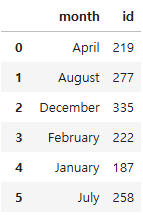 month id
0 April 219
1 August 277
2 December 335
3 February 222
4 January 187
5 July 258